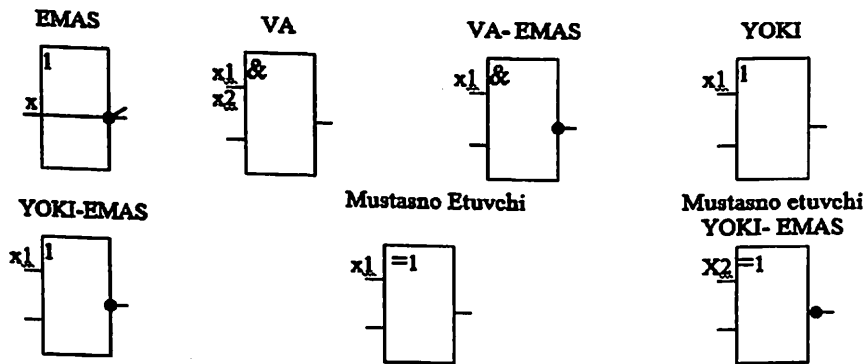 EMAS
VA
VA- EMAS
YOKI
1
x
x1 &
x2
x1 &
x1 1
YOKI-EMAS
Mustasno Etuvchi
Mustasno etuvchi
YOKI- EMAS
x1 1
x1 =1
X2 =1